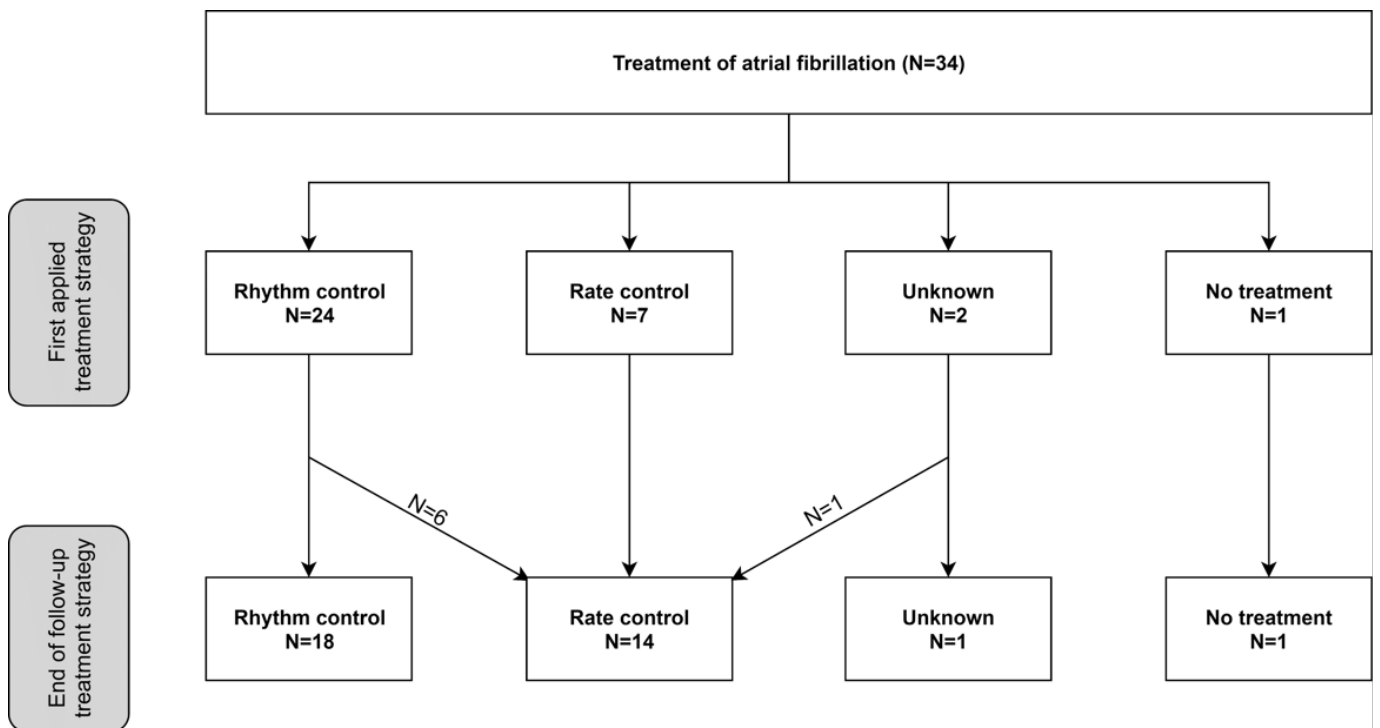 Treatment of atrial fibrillation (N=34)
First applied
treatment strategy
Rhythm control
N=24
Rate control
N=7
Unknown
N=2
No treatment
N=1
N=6
N=1
End of follow-up
treatment strategy
Rhythm control
N=18
Rate control
N=14
Unknown
N=1
No treatment
N=1